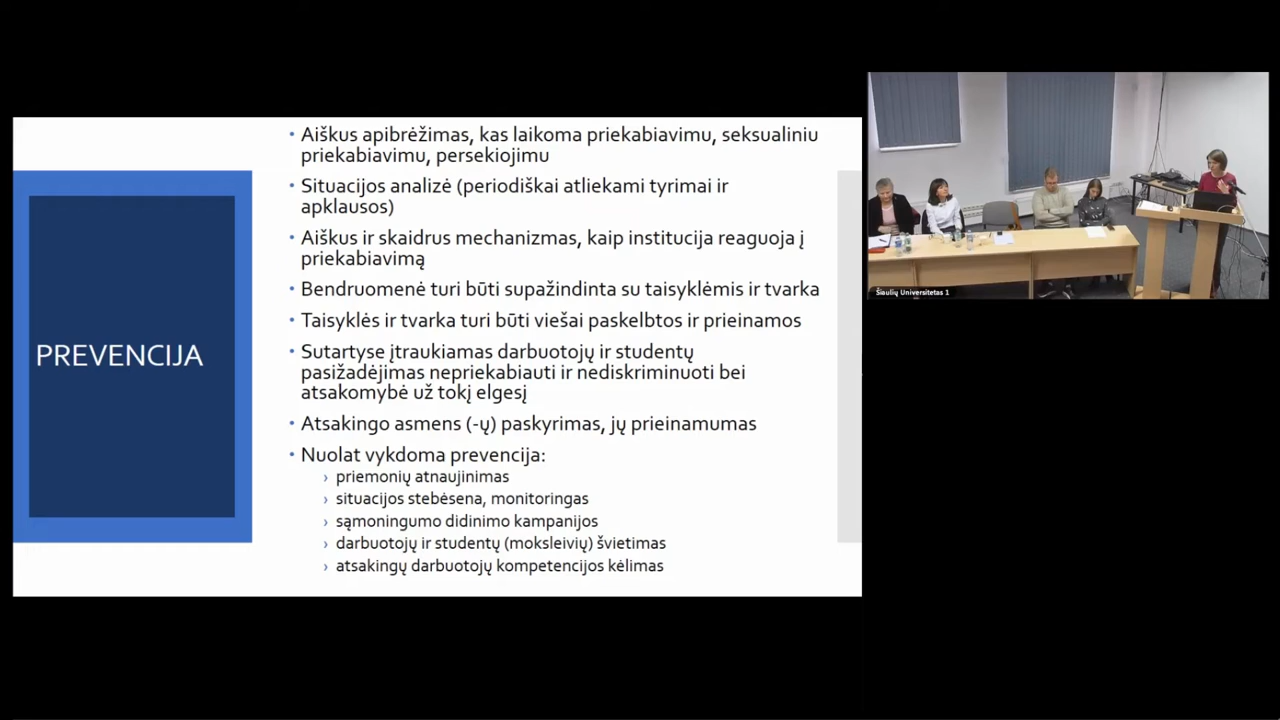 PREVENCIJA
• Aiškus apibrėžimas, kas laikoma priekabiavimu, seksualiniu
priekabiavimu, persekiojimu
• Situacijos analizė (periodiškai atliekami tyrimai ir
apklausos)
• Aiškus ir skaidrus mechanizmas, kaip institucija reaguoja į
priekabiavimą
• Bendruomenė turi būti supažindinta su taisyklėmis ir tvarka
• Taisyklės ir tvarka turi būti viešai paskelbtos ir prieinamos
• Sutartyse įtraukiamas darbuotojų ir studentų
pasižadėjimas nepriekabiauti ir nediskriminuoti bei
atsakomybė už tokį elgesį
• Atsakingo asmens (-ų) paskyrimas, jų prieinamumas
• Nuolat vykdoma prevencija:
› priemonių atnaujinimas
› situacijos stebėsena, monitoringas
› sąmoningumo didinimo kampanijos
› darbuotojų ir studentų (moksleivių) švietimas
› atsakingų darbuotojų kompetencijos kėlimas
Šiaulių Universitetas 1